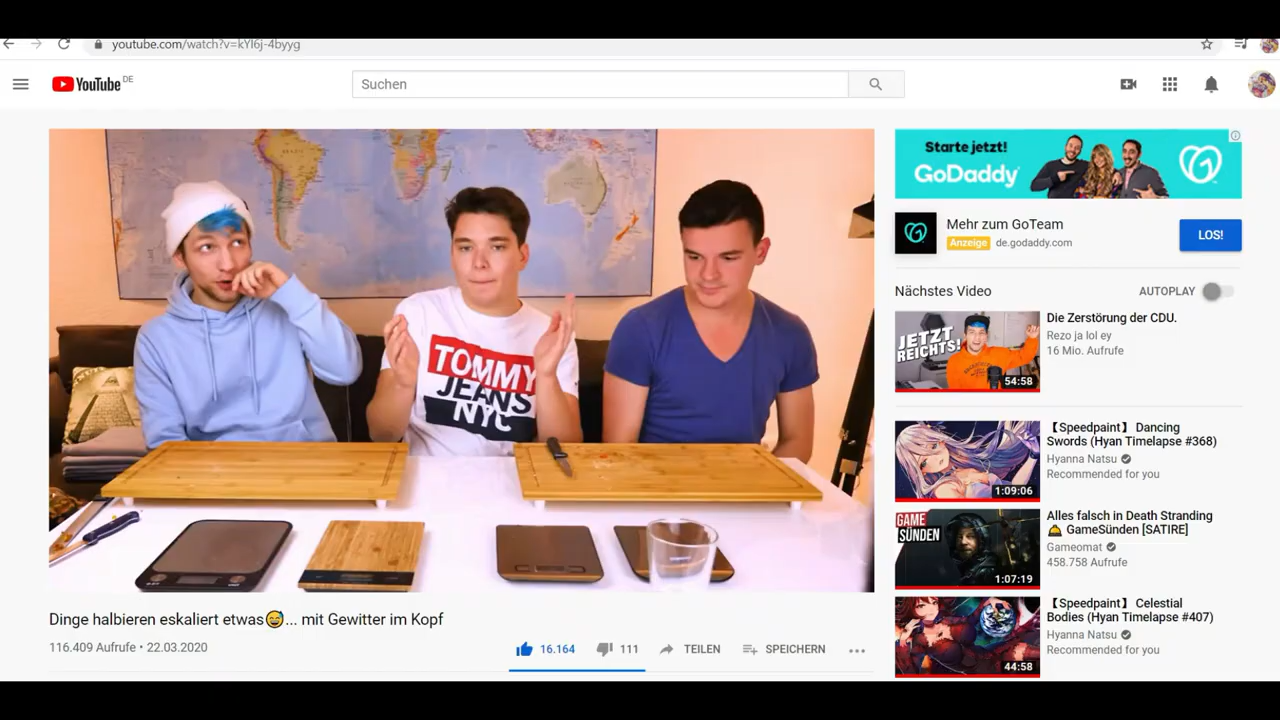 youtube.com/watch?v=kYl6j-4byyg
YouTube DE
Suchen
BRAZIL
AUSTRALIA
TOMMY
JEANS
NYC
Starte jetzt!
GoDaddy
Mehr zum GoTeam
Anzeige de.godaddy.com
LOS!
Nächstes Video
AUTOPLAY
JETZT
REICHTS!
54:58
Die Zerstörung der CDU.
Rezo ja lol ey
16 Mio. Aufrufe
1:09:06
【Speedpaint】 Dancing
Swords (Hyan Timelapse #368)
Hyanna Natsu
Recommended for you
GAME
SÜNDEN
1:07:19
Alles falsch in Death Stranding
🛎 GameSünden [SATIRE]
Gameomat
458.758 Aufrufe
44:58
【Speedpaint】 Celestial
Bodies (Hyan Timelapse #407)
Hyanna Natsu
Recommended for you
Dinge halbieren eskaliert etwas😅... mit Gewitter im Kopf
116.409 Aufrufe • 22.03.2020
16.164
111
TEILEN
SPEICHERN